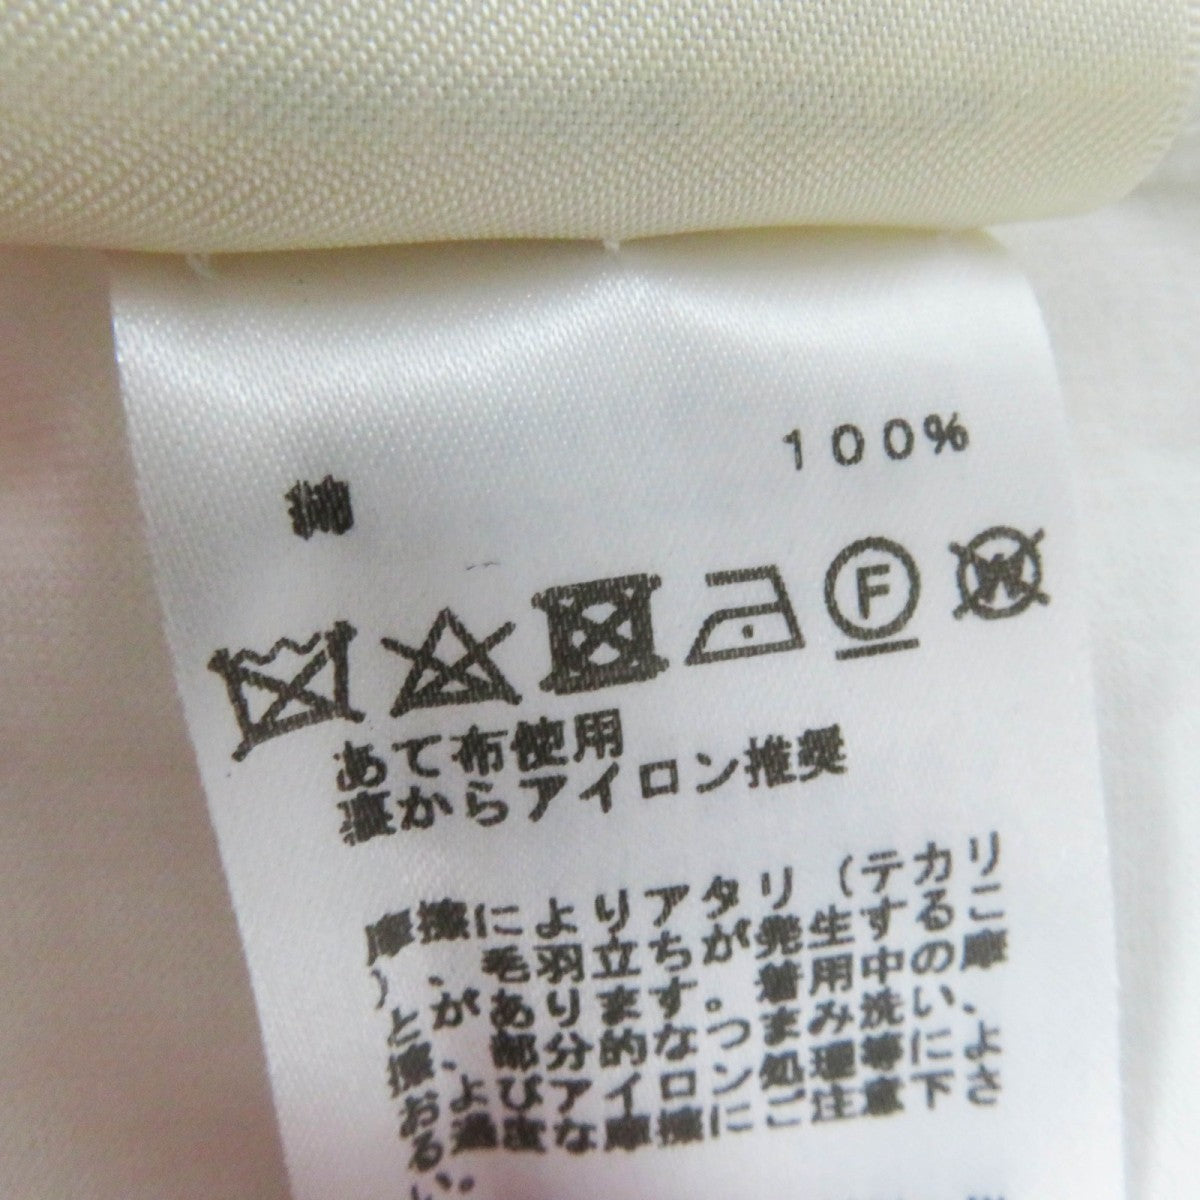 100%
F W
あて布使用
裏からアイロン推奨
摩擦によりアタリ（テカリ
）、毛羽立ちが発生するこ
とがあります。着用中の摩
擦、部分的なつまみ洗い、
およびアイロン処理等によ
る過度な摩擦にご注意下さ
い。